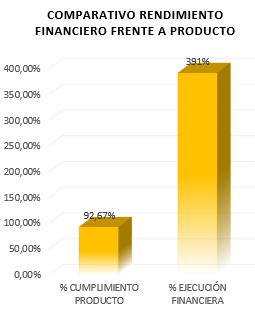 COMPARATIVO RENDIMIENTO
FINANCIERO FRENTE A PRODUCTO
400,00%
350,00%
300,00%
250,00%
200,00%
150,00%
100,00%
50,00%
0,00%
92,67%
391%
% CUMPLIMIENTO
PRODUCTO
% EJECUCIÓN
FINANCIERA